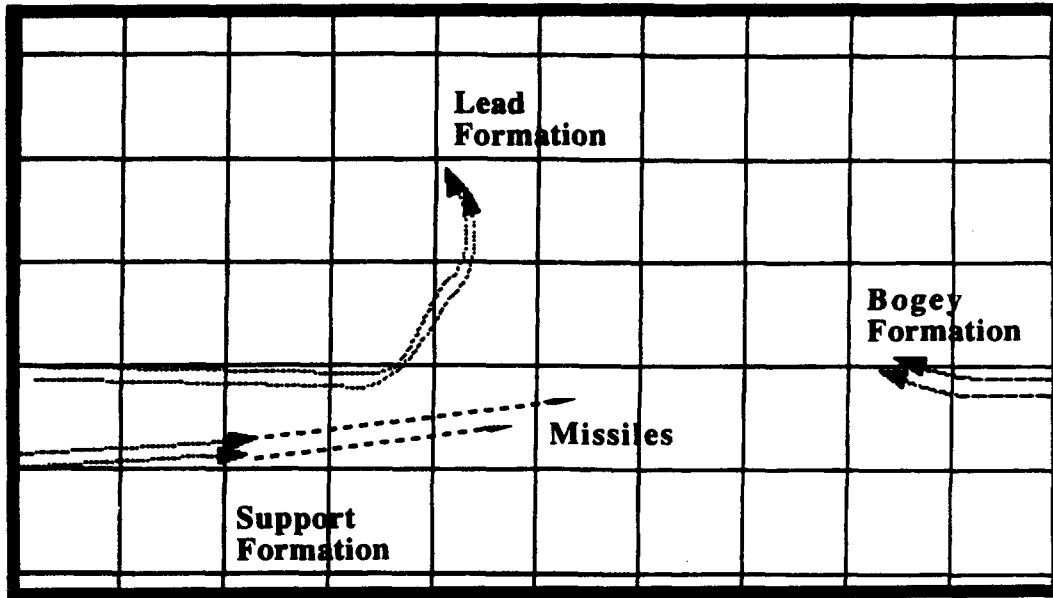 Lead
Formation
Bogey
Formation
Missiles
Support
Formation